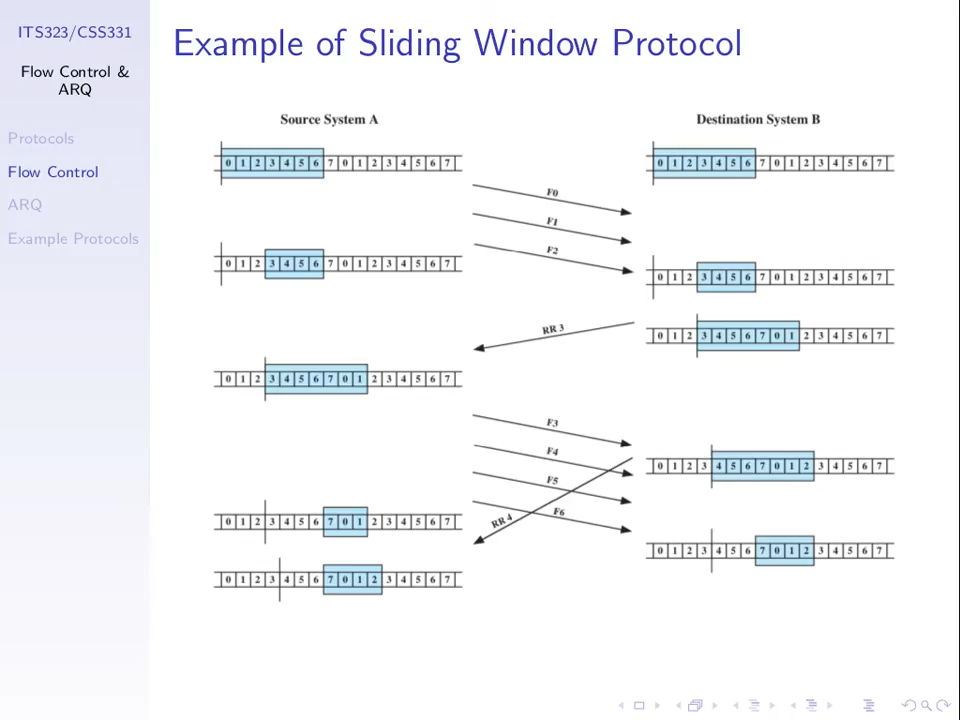 ITS323/CSS331
Flow Control &
ARQ
Protocols
Flow Control
ARQ
Example Protocols
Example of Sliding Window Protocol
Source System A
Destination System B
0 1 2 3 4 5 6 7 0 1 2 3 4 5 6 7
0 1 2 3 4 5 6 7 0 1 2 3 4 5 6 7
F0
F1
F2
0 1 2 3 4 5 6 7 0 1 2 3 4 5 6 7
0 1 2 3 4 5 6 7 0 1 2 3 4 5 6 7
RR 3
0 1 2 3 4 5 6 7 0 1 2 3 4 5 6 7
0 1 2 3 4 5 6 7 0 1 2 3 4 5 6 7
F3
F4
0 1 2 3 4 5 6 7 0 1 2 3 4 5 6 7
F5
F6
RR 4
0 1 2 3 4 5 6 7 0 1 2 3 4 5 6 7
0 1 2 3 4 5 6 7 0 1 2 3 4 5 6 7
0 1 2 3 4 5 6 7 0 1 2 3 4 5 6 7